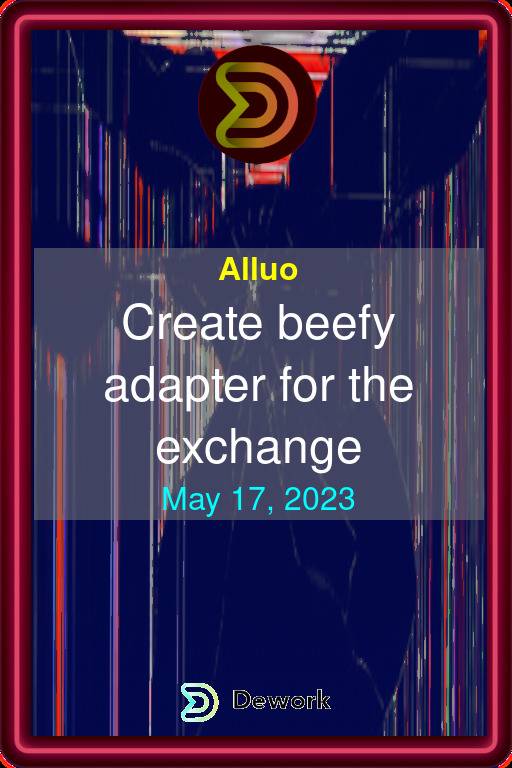 Alluo
Create beefy
adapter for the
exchange
May 17, 2023
Dework